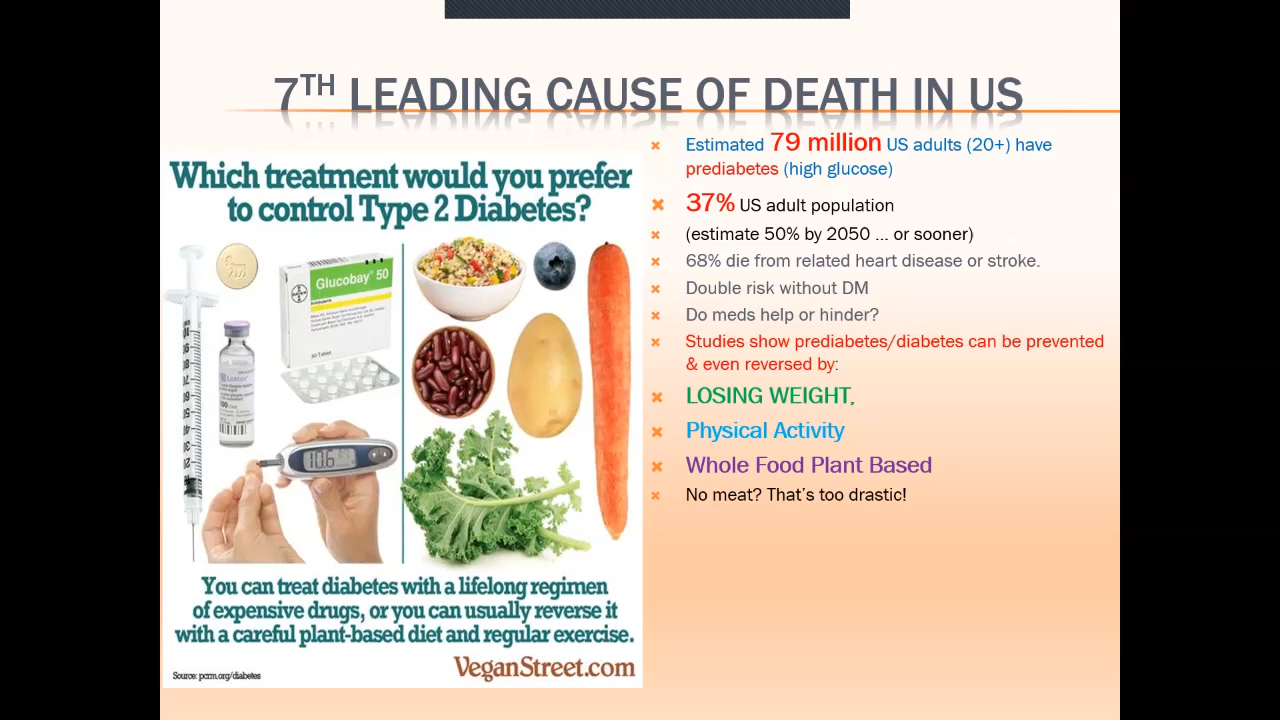 7TH LEADING CAUSE OF DEATH IN US
Which treatment would you prefer
to control Type 2 Diabetes?
Glucobay® 50
Lantus
106
You can treat diabetes with a lifelong regimen
of expensive drugs, or you can usually reverse it
with a careful plant-based diet and regular exercise.
VeganStreet.com
Source: pcrm.org/diabetes
Estimated 79 million US adults (20+) have
prediabetes (high glucose)
37% US adult population
(estimate 50% by 2050 ... or sooner)
68% die from related heart disease or stroke.
Double risk without DM
Do meds help or hinder?
Studies show prediabetes/diabetes can be prevented
& even reversed by:
LOSING WEIGHT,
Physical Activity
Whole Food Plant Based
No meat? That's too drastic!